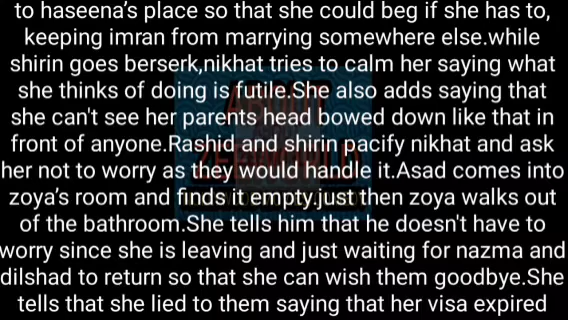 to haseena's place so that she could beg if she has to,
keeping imran from marrying somewhere else.while
shirin goes berserk,nikhat tries to calm her saying what
she thinks of doing is futile.She also adds saying that
she can't see her parents head bowed down like that in
front of anyone.Rashid and shirin pacify nikhat and ask
her not to worry as they would handle it.Asad comes into
zoya's room and finds it empty.just then zoya walks out
of the bathroom.She tells him that he doesn't have to
worry since she is leaving and just waiting for nazma and
dilshad to return so that she can wish them goodbye.She
tells that she lied to them saying that her visa expired